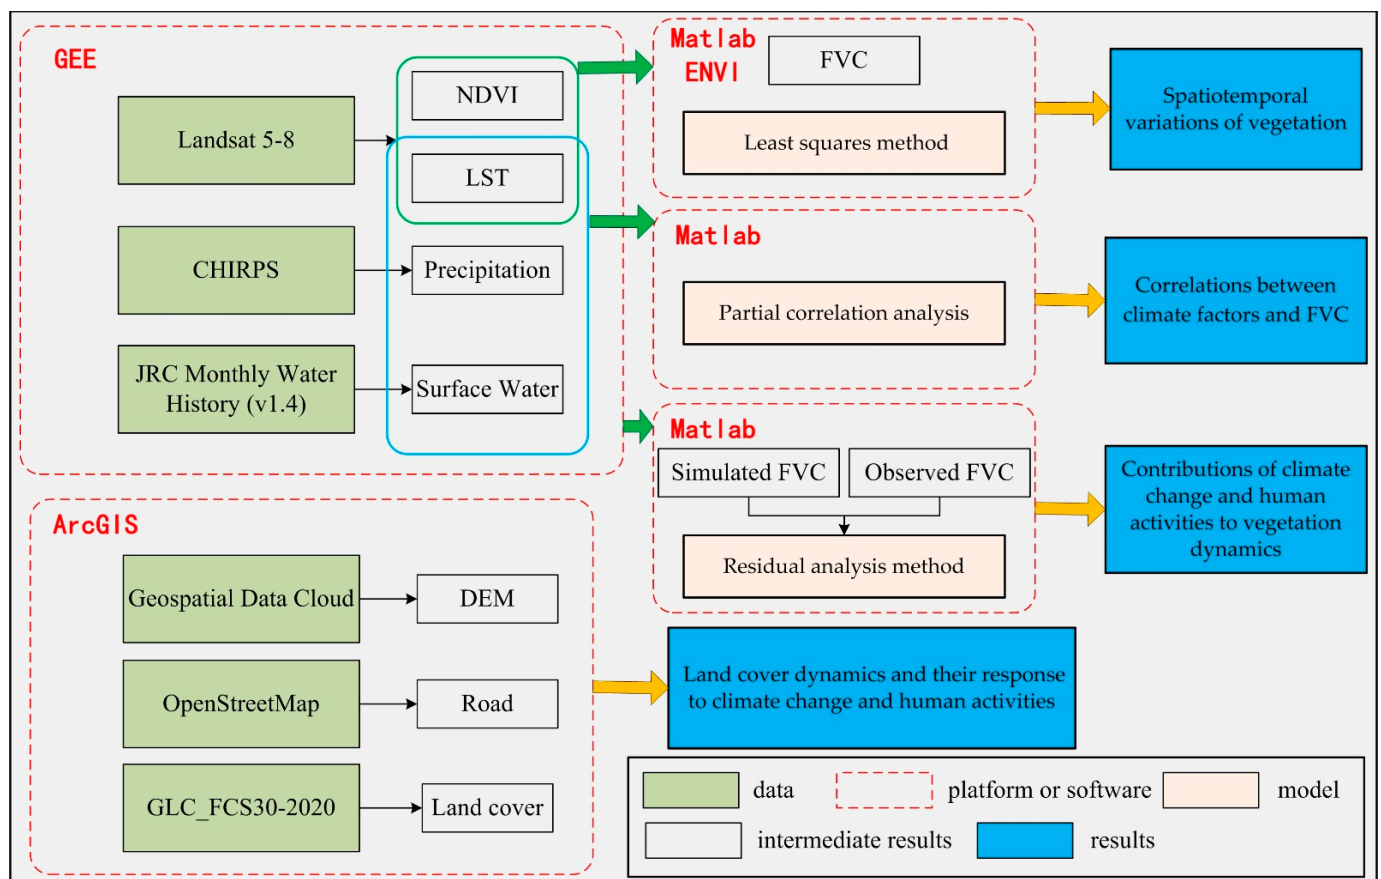 GEE
Landsat 5-8
NDVI
LST
CHIRPS
Precipitation
JRC Monthly Water
History (v1.4)
Surface Water
Matlab
ENVI
FVC
Least squares method
Spatiotemporal
variations of vegetation
Matlab
Partial correlation analysis
Correlations between
climate factors and FVC
Matlab
Simulated FVC
Observed FVC
Residual analysis method
Contributions of climate
change and human
activities to vegetation
dynamics
ArcGIS
Geospatial Data Cloud
DEM
OpenStreetMap
Road
GLC_FCS30-2020
Land cover
Land cover dynamics and their response
to climate change and human activities
data
platform or software
model
intermediate results
results